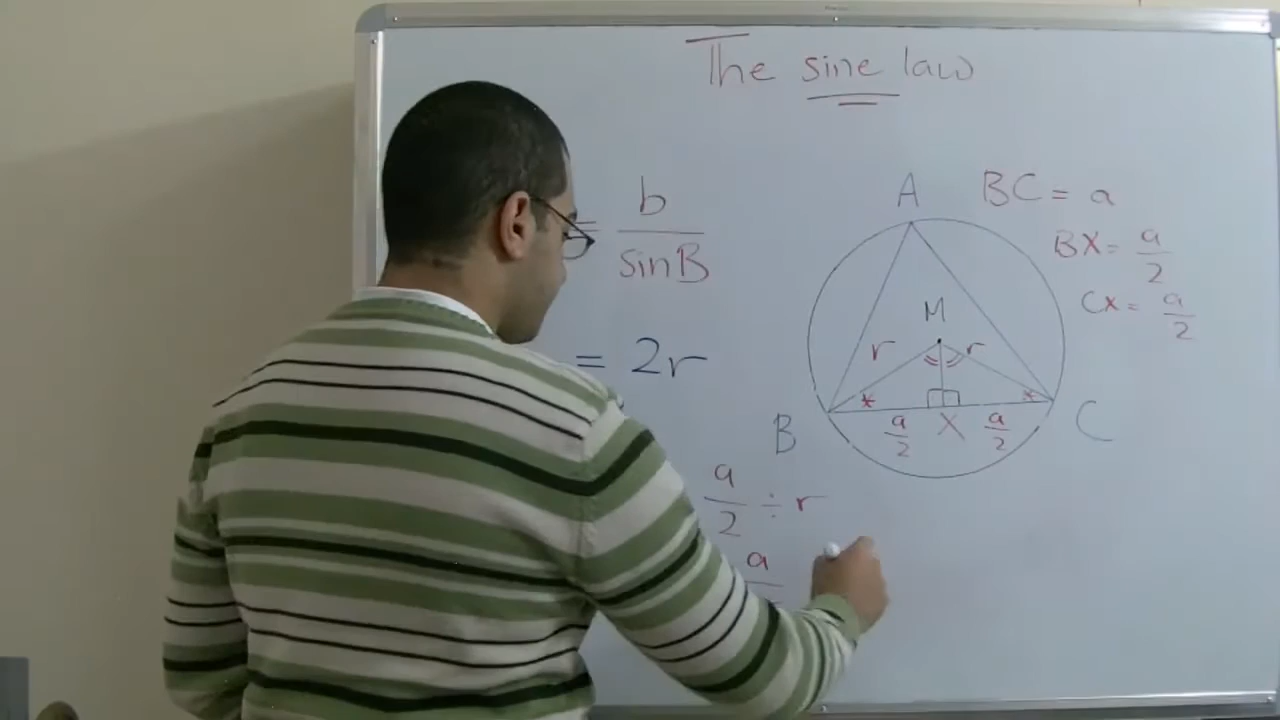 The sine law
= b
sinB
= 2r
A
BC = a
BX = a
2
CX = a
2
M
r r
* *
B a X a C
2 2
a ÷ r
2
a